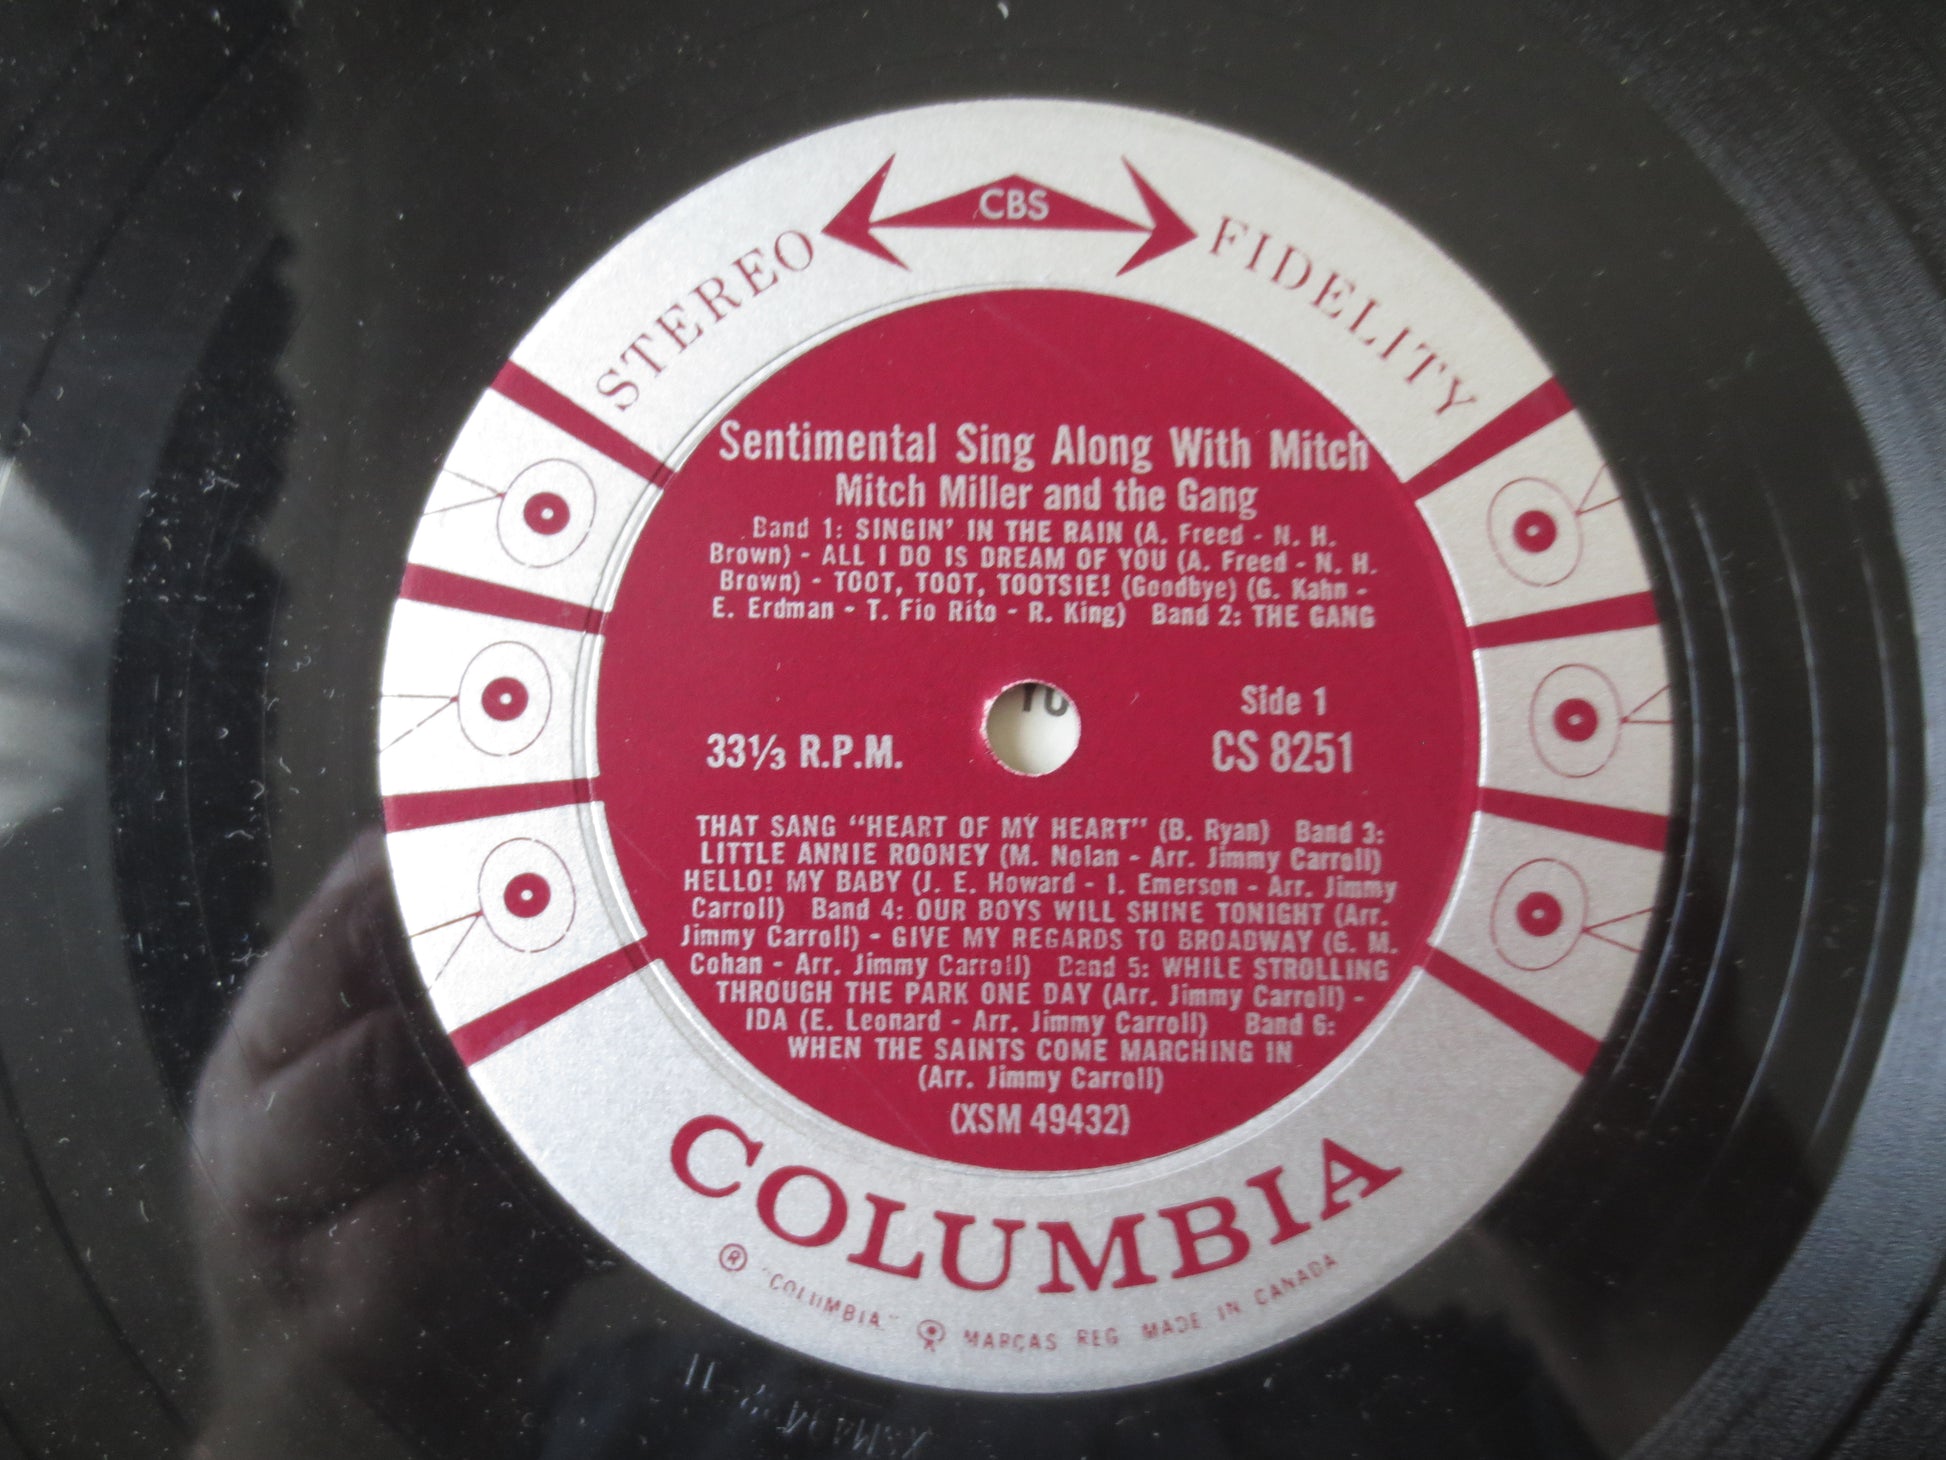 STEREO CBS FIDELITY
Sentimental Sing Along With Mitch
Mitch Miller and the Gang
Band 1: SINGIN' IN THE RAIN (A. Freed - N. H.
Brown) - ALL I DO IS DREAM OF YOU (A. Freed - N. H.
Brown) - TOOT, TOOT, TOOTSIE! (Goodbye) (G. Kahn -
E. Erdman - T. Fio Rito - R. King) Band 2: THE GANG
Side 1
33⅓ R.P.M. CS 8251
THAT SANG "HEART OF MY HEART" (B. Ryan) Band 3:
LITTLE ANNIE ROONEY (M. Nolan - Arr. Jimmy Carroll)
HELLO! MY BABY (J. E. Howard - I. Emerson - Arr. Jimmy
Carroll) Band 4: OUR BOYS WILL SHINE TONIGHT (Arr.
Jimmy Carroll) - GIVE MY REGARDS TO BROADWAY (G. M.
Cohan - Arr. Jimmy Carroll) Band 5: WHILE STROLLING
THROUGH THE PARK ONE DAY (Arr. Jimmy Carroll) -
IDA (E. Leonard - Arr. Jimmy Carroll) Band 6:
WHEN THE SAINTS COME MARCHING IN
(Arr. Jimmy Carroll)
(XSM 49432)
COLUMBIA
® "COLUMBIA" MARCAS REG MADE IN CANADA